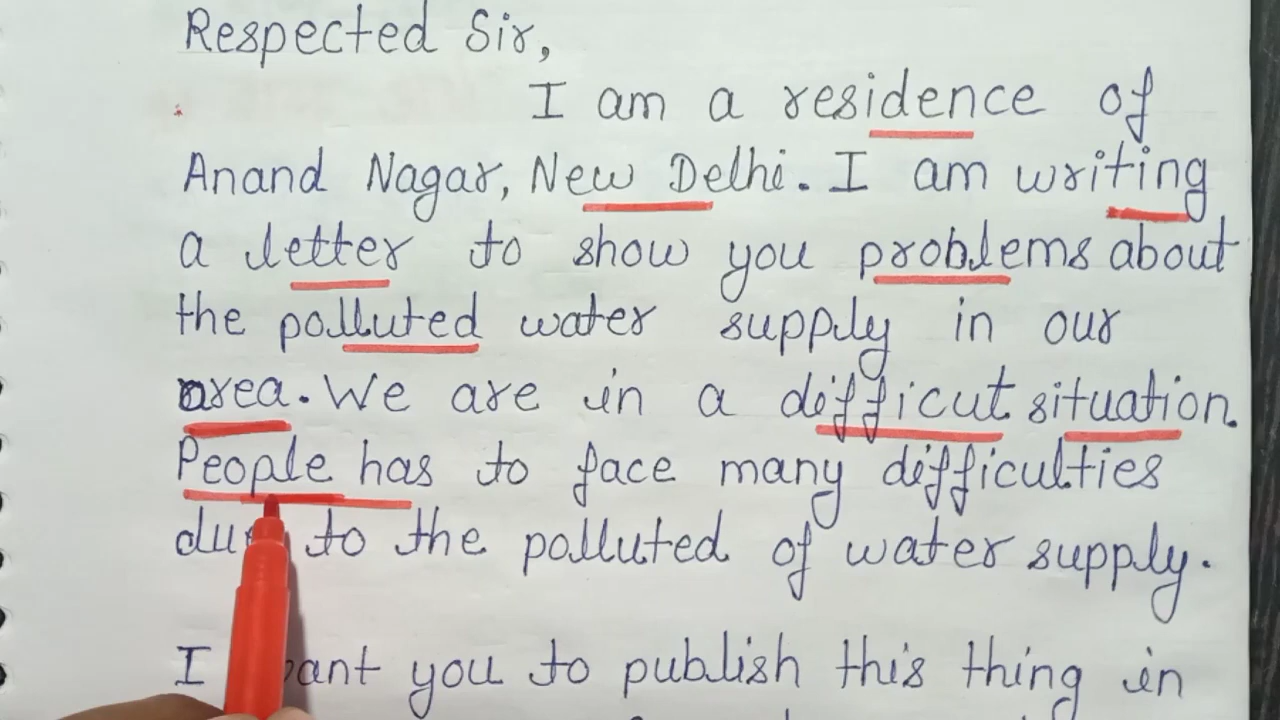 Respected Sir,
I am a residence of
Anand Nagar, New Delhi. I am writing
a letter to show you problems about
the polluted water supply in our
area. We are in a difficut situation.
People has to face many difficulties
to the polluted of water supply.
I you to publish this thing in